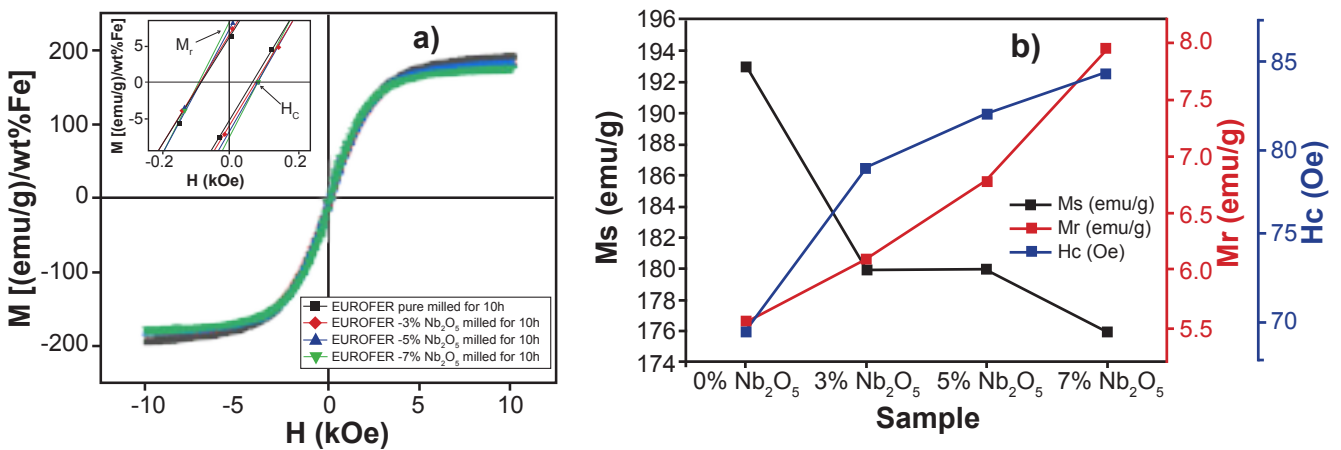 a)
M [(emu/g)/wt%Fe]
200
100
0
-100
-200
-10
-5
0
5
10
H (kOe)
M [(emu/g)/wt%Fe]
5
0
-5
-0.2
0.0
0.2
H (kOe)
Mᵣ
H_C
EUROFER pure milled for 10h
EUROFER -3% Nb₂O₅ milled for 10h
EUROFER -5% Nb₂O₅ milled for 10h
EUROFER -7% Nb₂O₅ milled for 10h
b)
Ms (emu/g)
196
194
192
190
188
186
184
182
180
178
176
174
0% Nb₂O₅
3% Nb₂O₅
5% Nb₂O₅
7% Nb₂O₅
Sample
Ms (emu/g)
Mr (emu/g)
Hc (Oe)
8.0
7.5
7.0
6.5
6.0
5.5
Mr (emu/g)
85
80
75
70
Hc (Oe)